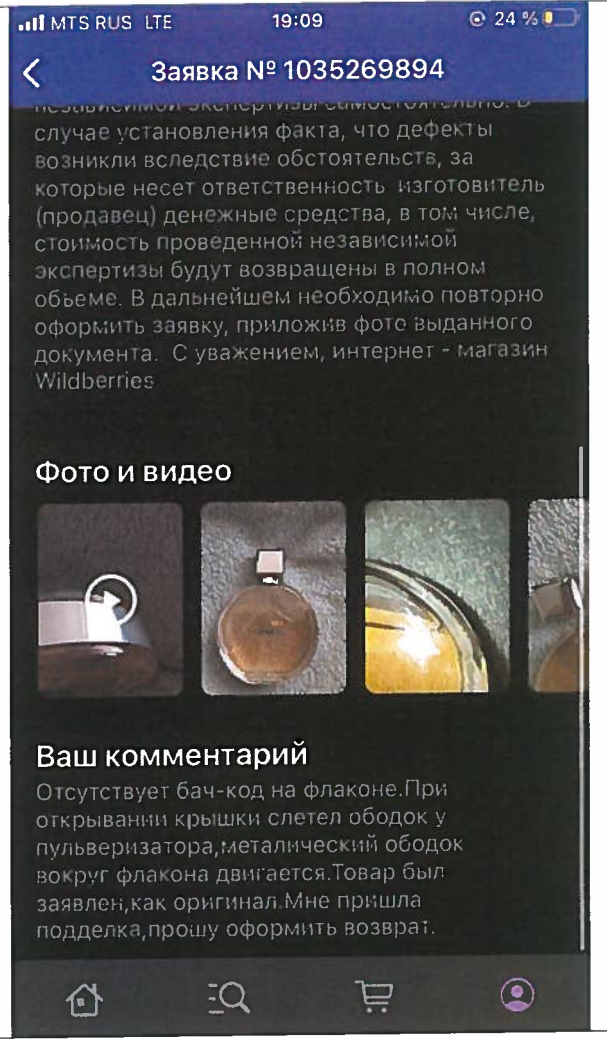 MTS RUS LTE 19:09 24 %
Заявка № 1035269894
независимой экспертизы самостоятельно. В
случае установления факта, что дефекты
возникли вследствие обстоятельств, за
которые несет ответственность изготовитель
(продавец) денежные средства, в том числе,
стоимость проведенной независимой
экспертизы будут возвращены в полном
обьеме. В дальнейшем необходимо повторно
оформить заявку, приложив фото выданного
документа. С уважением, интернет - магазин
Wildberries
Фото и видео
Ваш комментарий
Отсутствует бач-код на флаконе.При
открывании крышки слетел ободок у
пульверизатора,металический ободок
вокруг флакона двигается.Товар был
заявлен,как оригинал.Мне пришла
подделка,прошу оформить возврат.